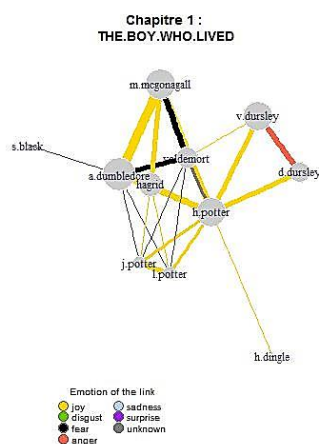 Chapitre 1 :
THE.BOY.WHO.LIVED
m.mcgonagall
v.dursley
s.black
voldemort
a.dumbledore
d.dursley
hagrid
h.potter
j.potter
l.potter
h.dingle
Emotion of the link
joy
sadness
disgust
surprise
fear
unknown
anger